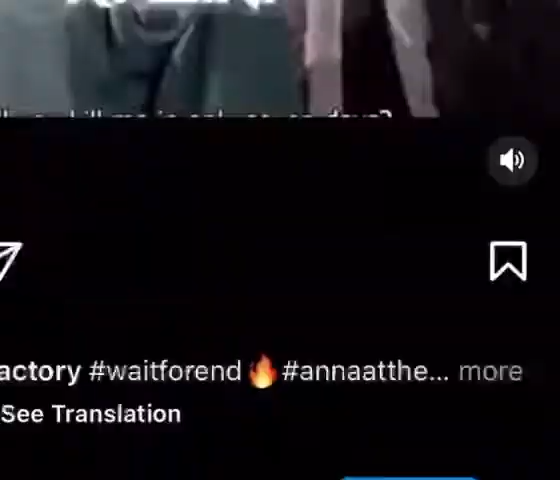 actory #waitforend 🔥 #annaatthe... more
See Translation